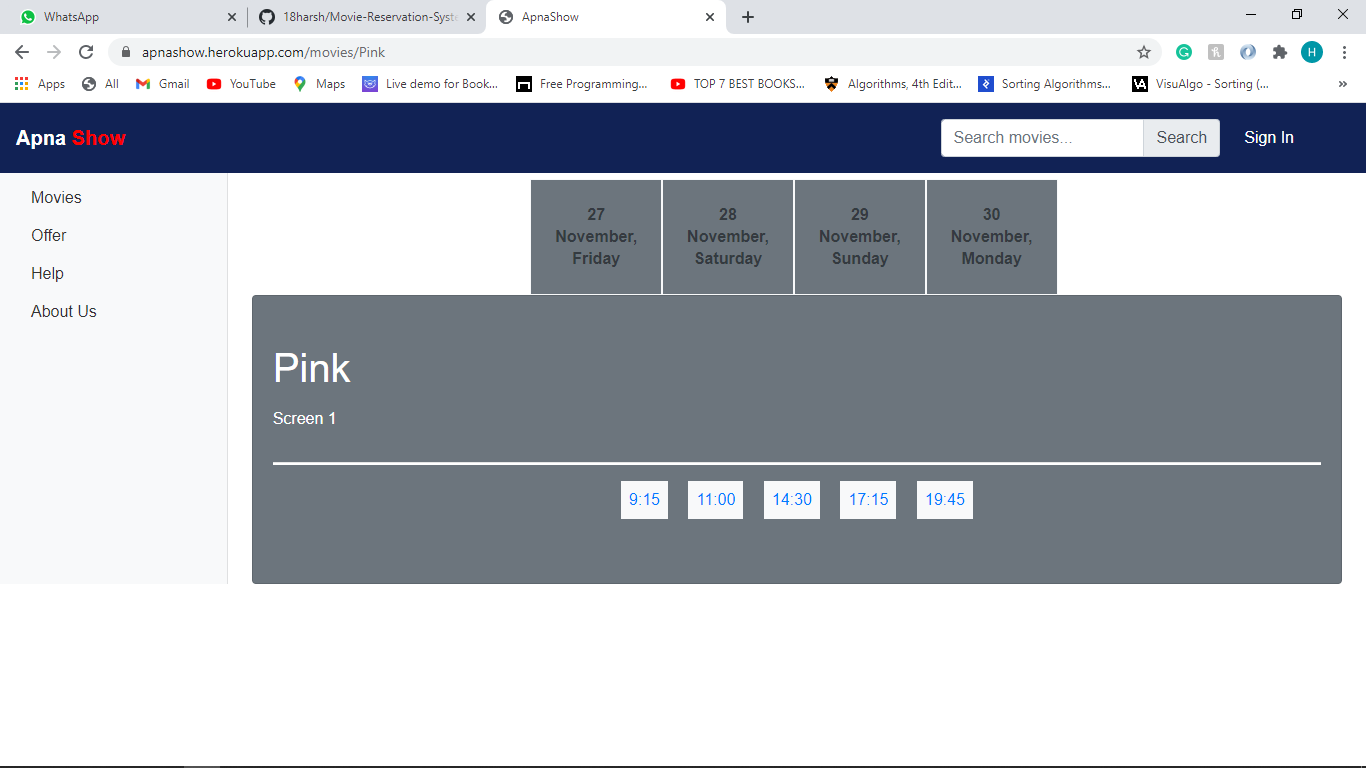 WhatsApp
18harsh/Movie-Reservation-Syste
ApnaShow
apnashow.herokuapp.com/movies/Pink
H
Apps
All
Gmail
YouTube
Maps
Live demo for Book...
Free Programming...
TOP 7 BEST BOOKS...
Algorithms, 4th Edit...
Sorting Algorithms...
VA
VisuAlgo - Sorting (...
»
Apna Show
Search movies...
Search
Sign In
Movies
Offer
Help
About Us
27
November,
Friday
28
November,
Saturday
29
November,
Sunday
30
November,
Monday
Pink
Screen 1
9:15
11:00
14:30
17:15
19:45